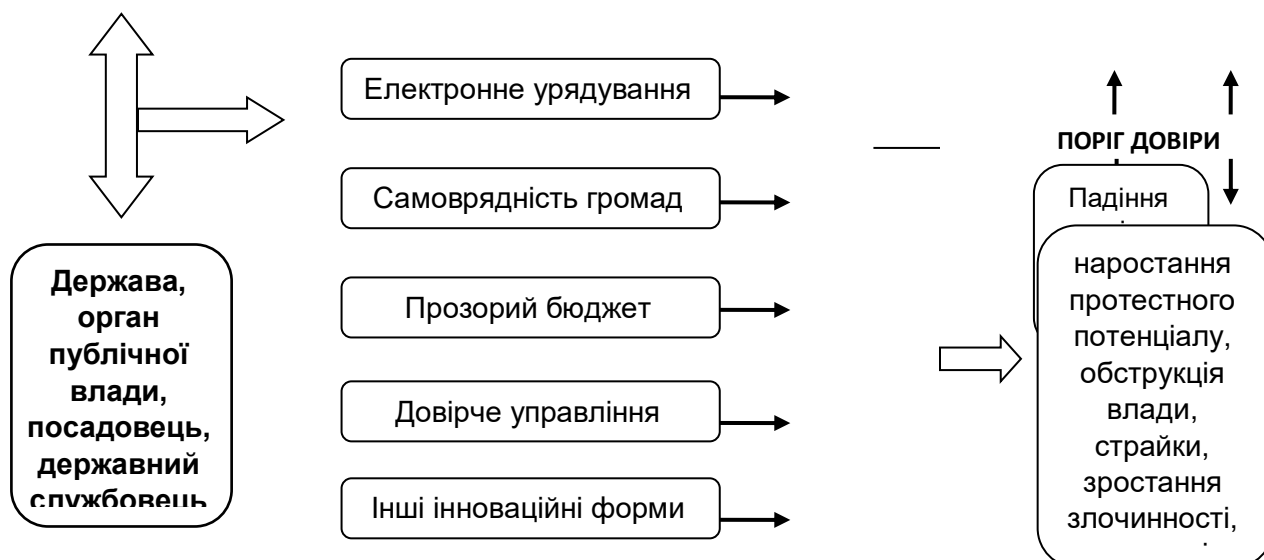 Електронне урядування
ПОРІГ ДОВІРИ
Самоврядність громад
Падіння
Держава,
орган
публічної
влади,
посадовець,
державний
службовець
Прозорий бюджет
Довірче управління
Інші інноваційні форми
наростання
протестного
потенціалу,
обструкція
влади,
страйки,
зростання
злочинності,